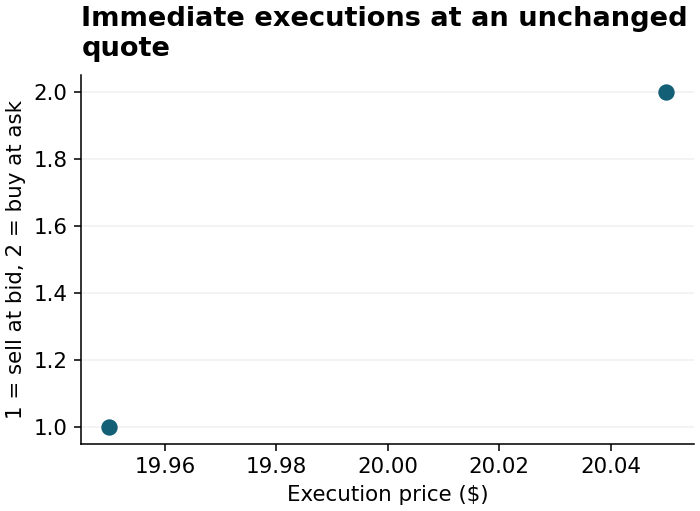 Immediate executions at an unchanged
quote
1 = sell at bid, 2 = buy at ask
2.0
1.8
1.6
1.4
1.2
1.0
19.96
19.98
20.00
20.02
20.04
Execution price ($)